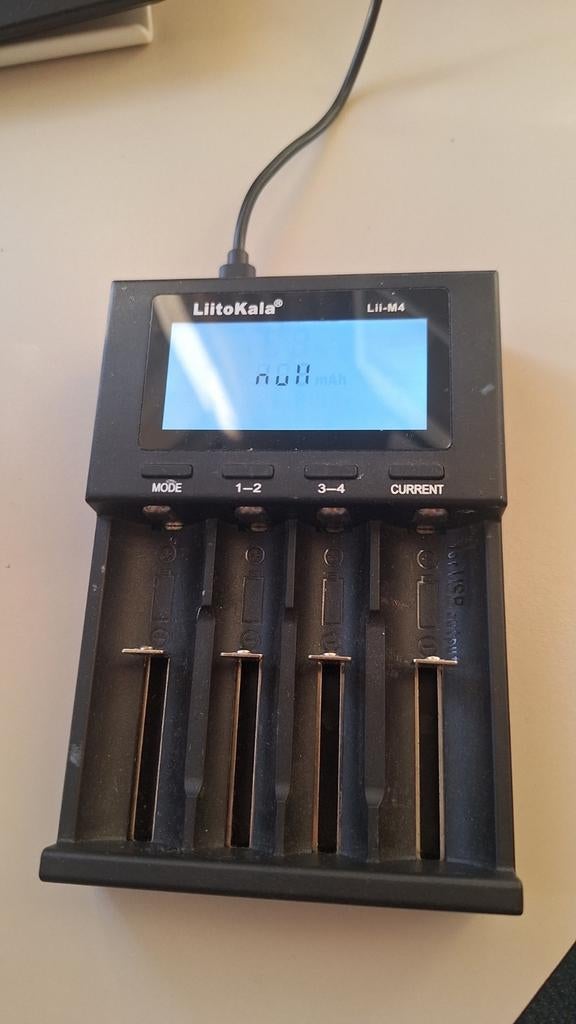 LiitoKala® Lii-M4
null mAh
MODE 1–2 3–4 CURRENT